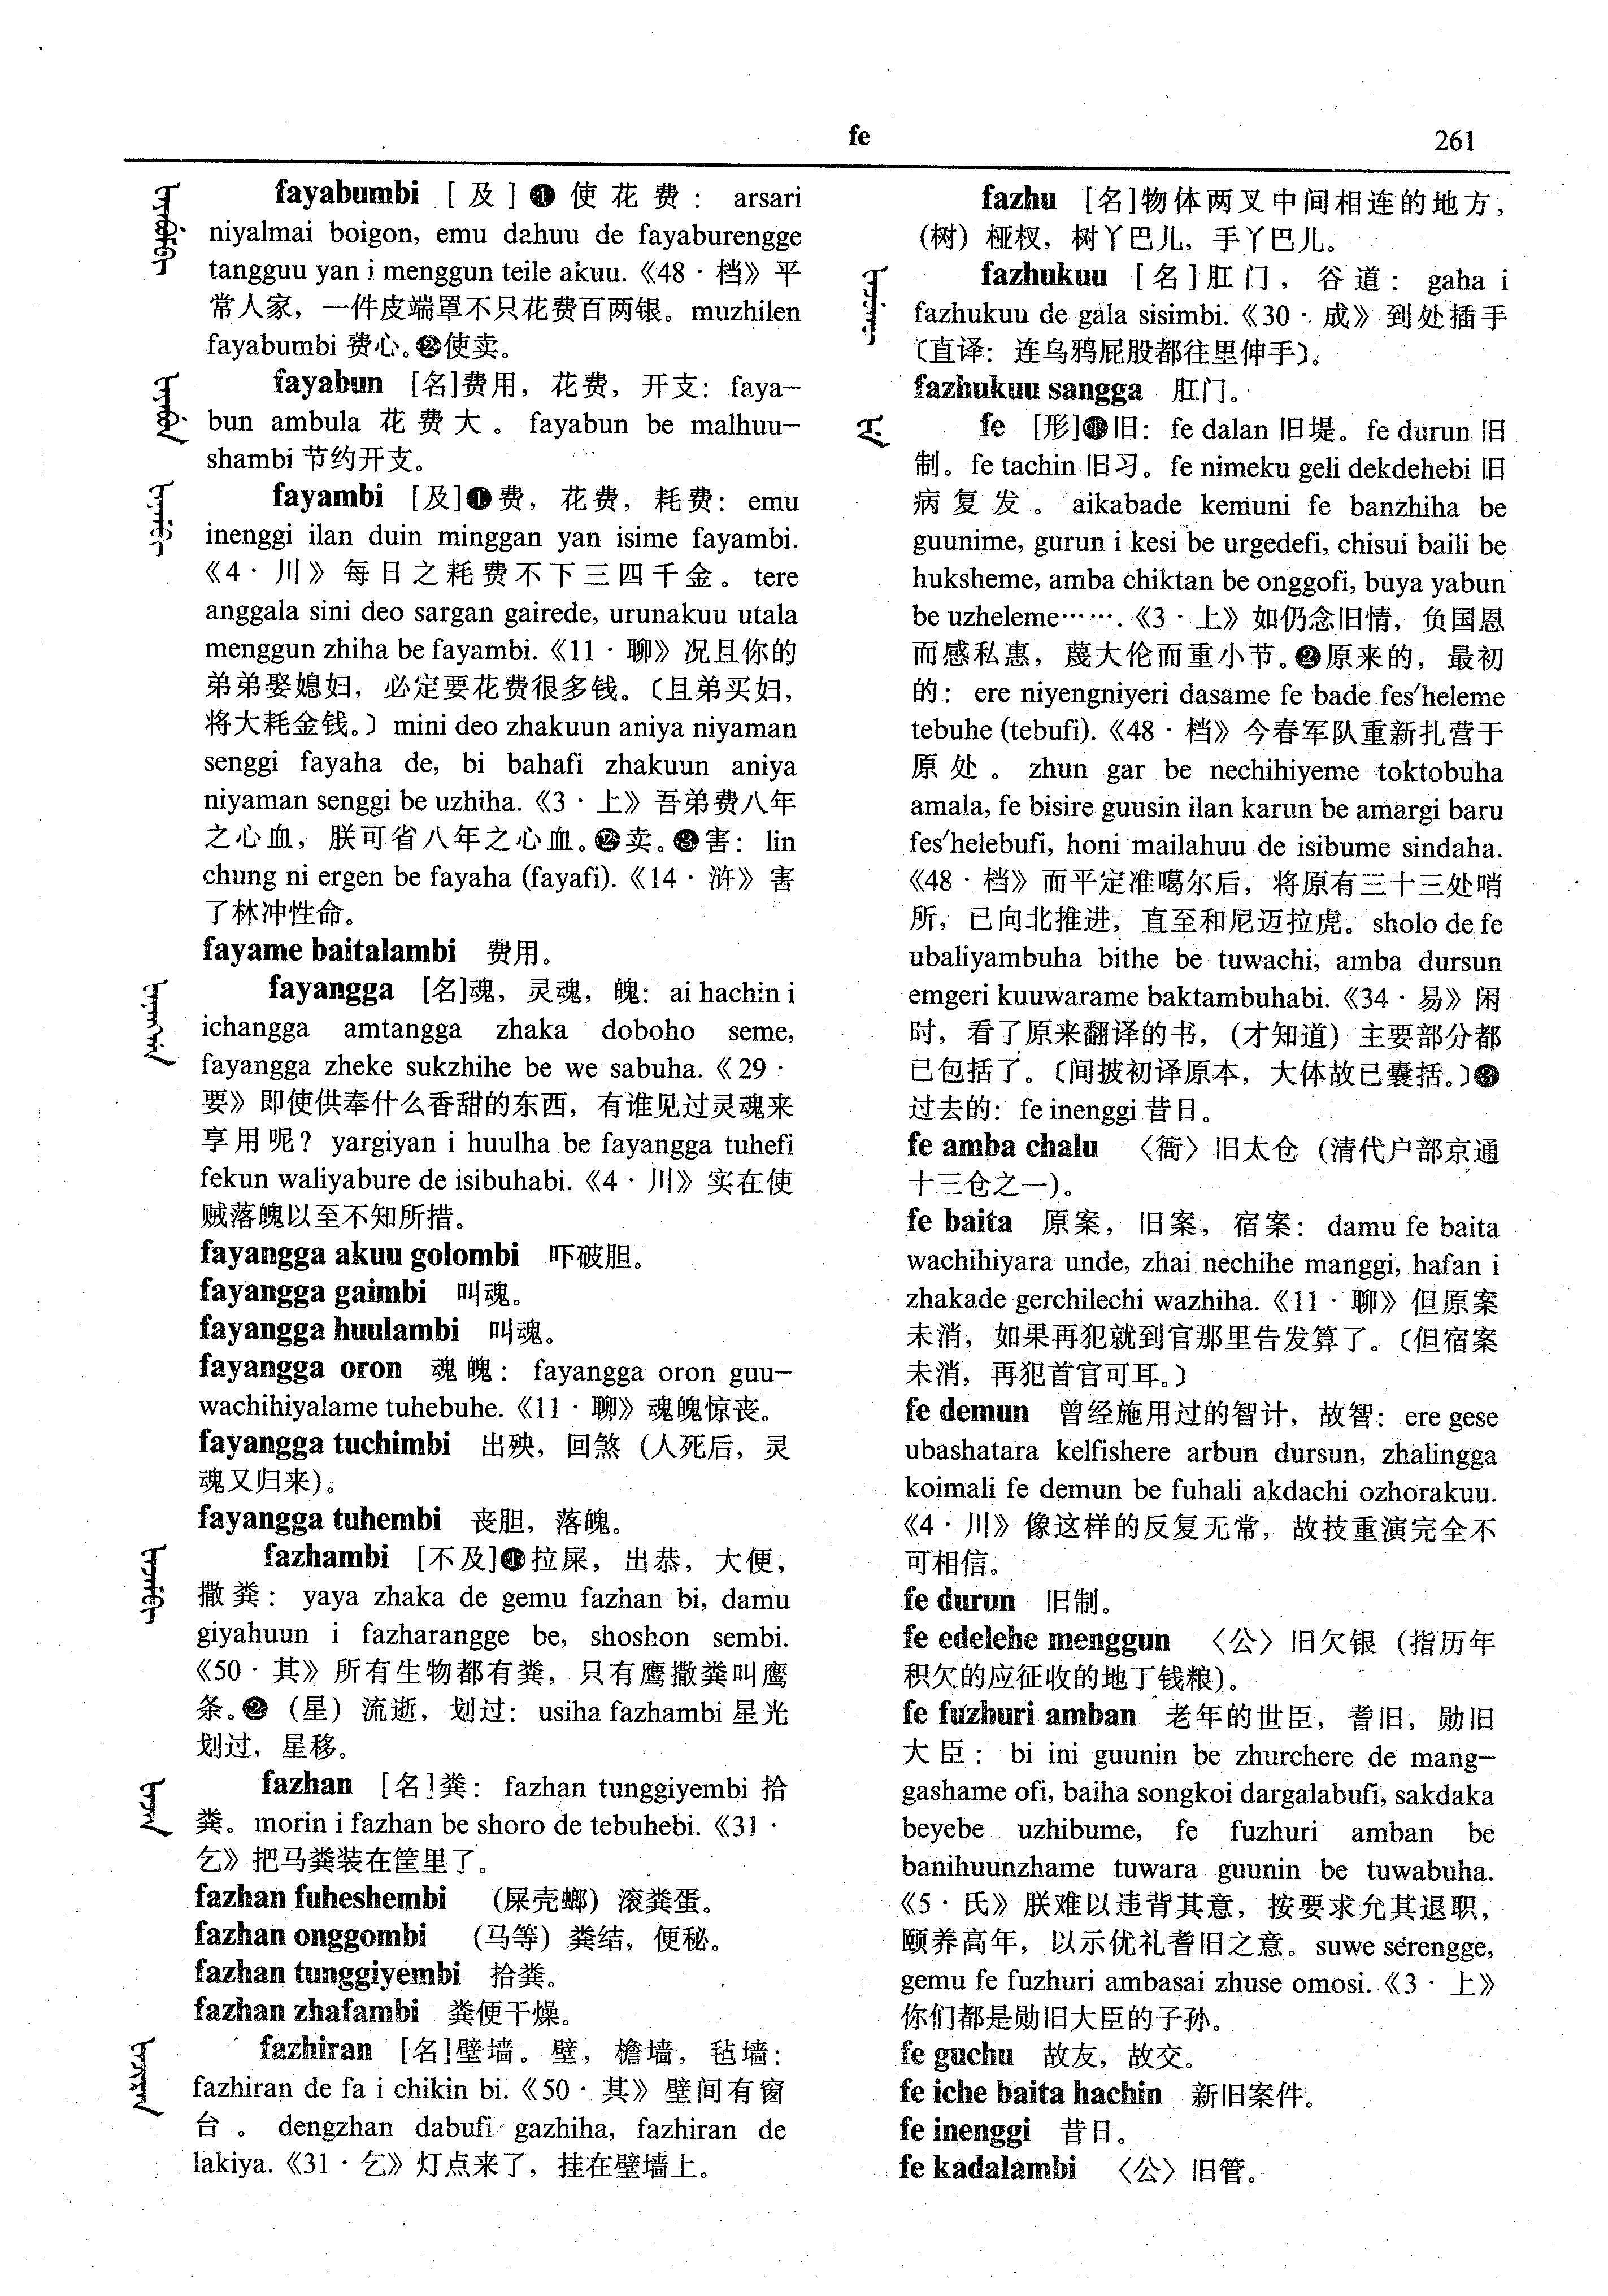 fe
261
fayabumbi [及]❶使花费：arsari
niyalmai boigon, emu dahuu de fayaburengge
tangguu yan i menggun teile akuu.《48·档》平
常人家，一件皮端罩不只花费百两银。muzhilen
fayabumbi 费心。❷使卖。
fayabun [名]费用，花费，开支：faya—
bun ambula 花费大。fayabun be malhuu—
shambi 节约开支。
fayambi [及]❶费，花费，耗费：emu
inenggi ilan duin minggan yan isime fayambi.
《4·川》每日之耗费不下三四千金。tere
anggala sini deo sargan gairede, urunakuu utala
menggun zhiha be fayambi.《11·聊》况且你的
弟弟娶媳妇，必定要花费很多钱。〔且弟买妇，
将大耗金钱。〕mini deo zhakuun aniya niyaman
senggi fayaha de, bi bahafi zhakuun aniya
niyaman senggi be uzhiha.《3·上》吾弟费八年
之心血，朕可省八年之心血。❷卖。❸害：lin
chung ni ergen be fayaha (fayafi).《14·浒》害
了林冲性命。
fayame baitalambi 费用。
fayangga [名]魂，灵魂，魄：ai hachin i
ichangga amtangga zhaka doboho seme,
fayangga zheke sukzhihe be we sabuha.《29·
要》即使供奉什么香甜的东西，有谁见过灵魂来
享用呢？yargiyan i huulha be fayangga tuhefi
fekun waliyabure de isibuhabi.《4·川》实在使
贼落魄以至不知所措。
fayangga akuu golombi 吓破胆。
fayangga gaimbi 叫魂。
fayangga huulambi 叫魂。
fayangga oron 魂魄：fayangga oron guu—
wachihiyalame tuhebuhe.《11·聊》魂魄惊丧。
fayangga tuchimbi 出殃，回煞（人死后，灵
魂又归来）。
fayangga tuhembi 丧胆，落魄。
fazhambi [不及]❶拉屎，出恭，大便，
撒粪：yaya zhaka de gemu fazhan bi, damu
giyahuun i fazharangge be, shoshon sembi.
《50·其》所有生物都有粪，只有鹰撒粪叫鹰
条。❷（星）流逝，划过：usiha fazhambi 星光
划过，星移。
fazhan [名]粪：fazhan tunggiyembi 拾
粪。morin i fazhan be shoro de tebuhebi.《31·
乞》把马粪装在筐里了。
fazhan fuheshembi （屎壳螂）滚粪蛋。
fazhan onggombi （马等）粪结，便秘。
fazhan tunggiyembi 拾粪。
fazhan zhafambi 粪便干燥。
fazhiran [名]壁墙。壁，檐墙，毡墙：
fazhiran de fa i chikin bi.《50·其》壁间有窗
台。dengzhan dabufi gazhiha, fazhiran de
lakiya.《31·乞》灯点来了，挂在壁墙上。
fazhu [名]物体两叉中间相连的地方，
（树）桠杈，树丫巴儿，手丫巴儿。
fazhukuu [名]肛门，谷道：gaha i
fazhukuu de gala sisimbi.《30·成》到处插手
〔直译：连乌鸦屁股都往里伸手〕。
fazhukuu sangga 肛门。
fe [形]❶旧：fe dalan 旧堤。fe durun 旧
制。fe tachin 旧习。fe nimeku geli dekdehebi 旧
病复发。aikabade kemuni fe banzhiha be
guunime, gurun i kesi be urgedefi, chisui baili be
huksheme, amba chiktan be onggofi, buya yabun
be uzheleme…….《3·上》如仍念旧情，负国恩
而感私惠，蔑大伦而重小节。❷原来的，最初
的：ere niyengniyeri dasame fe bade fes'heleme
tebuhe (tebufi).《48·档》今春军队重新扎营于
原处。zhun gar be nechihiyeme toktobuha
amala, fe bisire guusin ilan karun be amargi baru
fes'helebufi, honi mailahuu de isibume sindaha.
《48·档》而平定准噶尔后，将原有三十三处哨
所，已向北推进，直至和尼迈拉虎。sholo de fe
ubaliyambuha bithe be tuwachi, amba dursun
emgeri kuuwarame baktambuhabi.《34·易》闲
时，看了原来翻译的书，（才知道）主要部分都
已包括了。〔间披初译原本，大体故已囊括。〕❸
过去的：fe inenggi 昔日。
fe amba chalu 〈衙〉旧太仓（清代户部京通
十三仓之一）。
fe baita 原案，旧案，宿案：damu fe baita
wachihiyara unde, zhai nechihe manggi, hafan i
zhakade gerchilechi wazhiha.《11·聊》但原案
未消，如果再犯就到官那里告发算了。〔但宿案
未消，再犯首官可耳。〕
fe demun 曾经施用过的智计，故智：ere gese
ubashatara kelfishere arbun dursun, zhalingga
koimali fe demun be fuhali akdachi ozhorakuu.
《4·川》像这样的反复无常，故技重演完全不
可相信。
fe durun 旧制。
fe edelehe menggun 〈公〉旧欠银（指历年
积欠的应征收的地丁钱粮）。
fe fuzhuri amban 老年的世臣，耆旧，勋旧
大臣：bi ini guunin be zhurchere de mang—
gashame ofi, baiha songkoi dargalabufi, sakdaka
beyebe uzhibume, fe fuzhuri amban be
banihuunzhame tuwara guunin be tuwabuha.
《5·氏》朕难以违背其意，按要求允其退职，
颐养高年，以示优礼耆旧之意。suwe serengge,
gemu fe fuzhuri ambasai zhuse omosi.《3·上》
你们都是勋旧大臣的子孙。
fe guchu 故友，故交。
fe iche baita hachin 新旧案件。
fe inenggi 昔日。
fe kadalambi 〈公〉旧管。